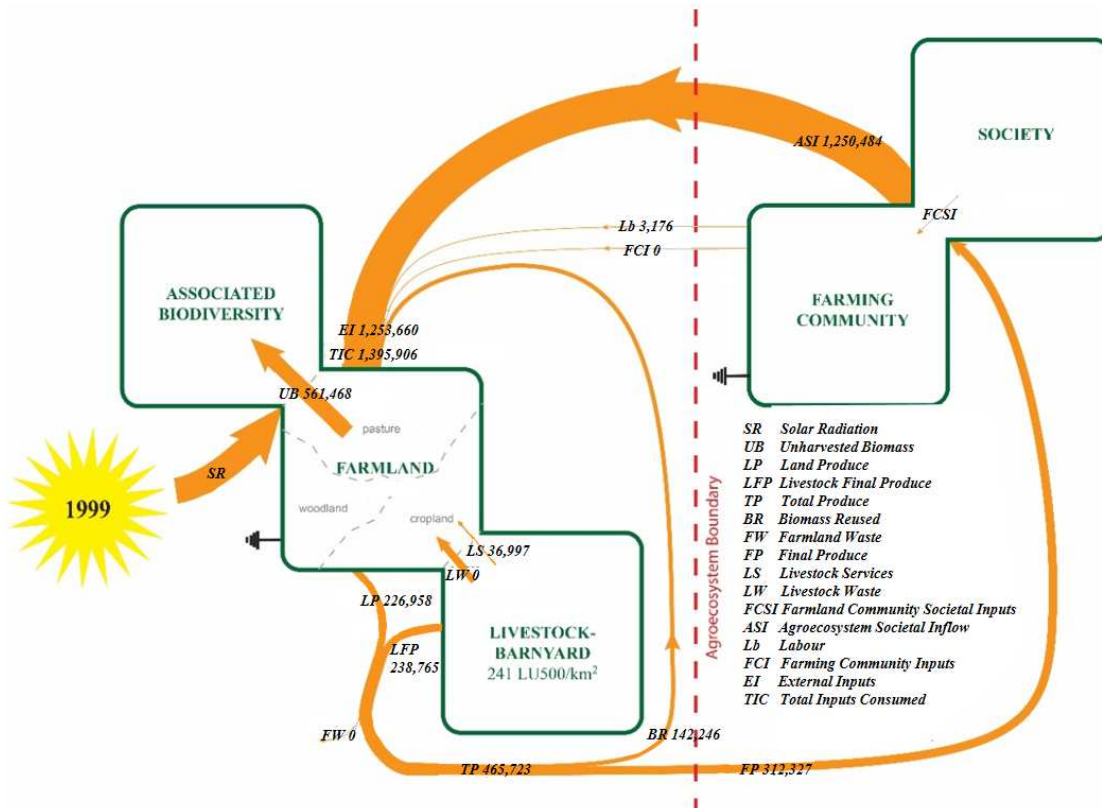 SOCIETY
ASI 1,250,484
FCSI
Lb 3,176
FCI 0
ASSOCIATED
BIODIVERSITY
FARMING
COMMUNITY
EI 1,253,660
TIC 1,395,906
UB 561,468
pasture
FARMLAND
SR
1999
woodland
cropland
LS 36,997
LW 0
LP 226,958
LFP
238,765
LIVESTOCK-
BARNYARD
241 LU500/km²
FW 0
BR 142,246
TP 465,723
FP 312,327
Agroecosystem Boundary
SR Solar Radiation
UB Unharvested Biomass
LP Land Produce
LFP Livestock Final Produce
TP Total Produce
BR Biomass Reused
FW Farmland Waste
FP Final Produce
LS Livestock Services
LW Livestock Waste
FCSI Farmland Community Societal Inputs
ASI Agroecosystem Societal Inflow
Lb Labour
FCI Farming Community Inputs
EI External Inputs
TIC Total Inputs Consumed